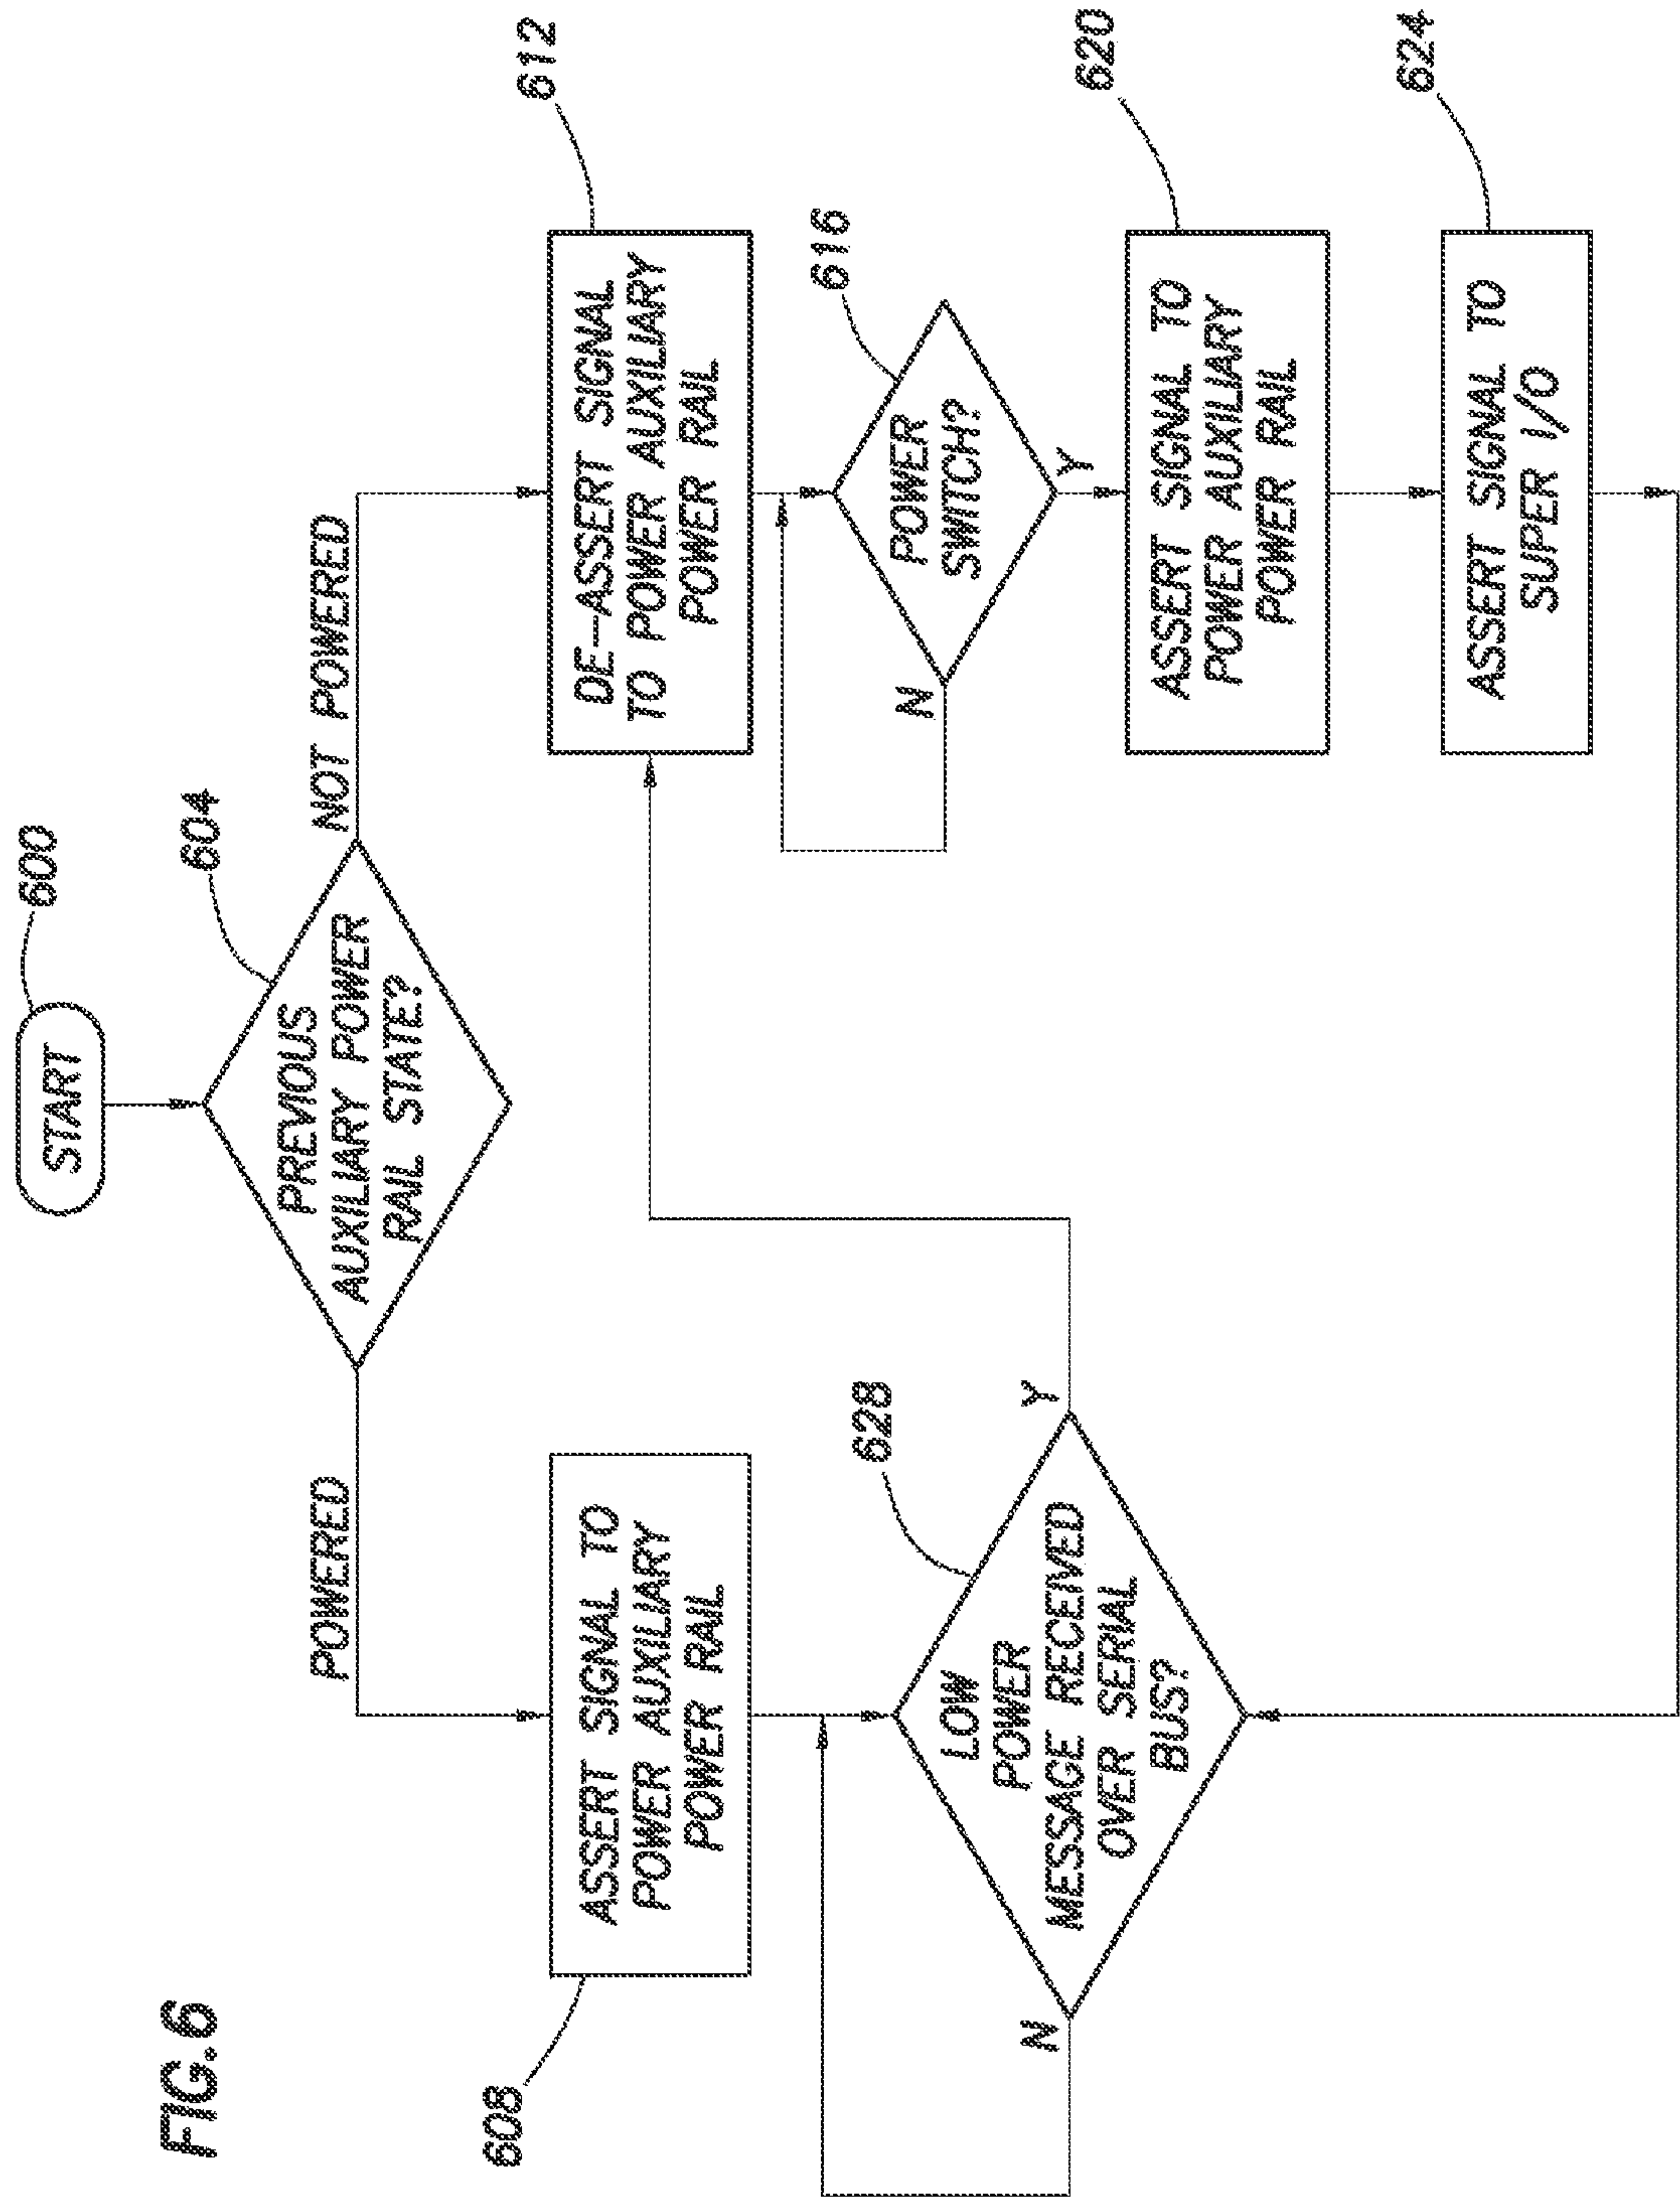 FIG.6
START
600
PREVIOUS
AUXILIARY POWER
RAIL STATE?
604
POWERED
NOT POWERED
ASSERT SIGNAL TO
POWER AUXILIARY
POWER RAIL
608
DE-ASSERT SIGNAL
TO POWER AUXILIARY
POWER RAIL
612
POWER
SWITCH?
616
N
Y
LOW
POWER
MESSAGE RECEIVED
OVER SERIAL
BUS?
628
N
Y
ASSERT SIGNAL TO
POWER AUXILIARY
POWER RAIL
620
ASSERT SIGNAL TO
SUPER I/O
624